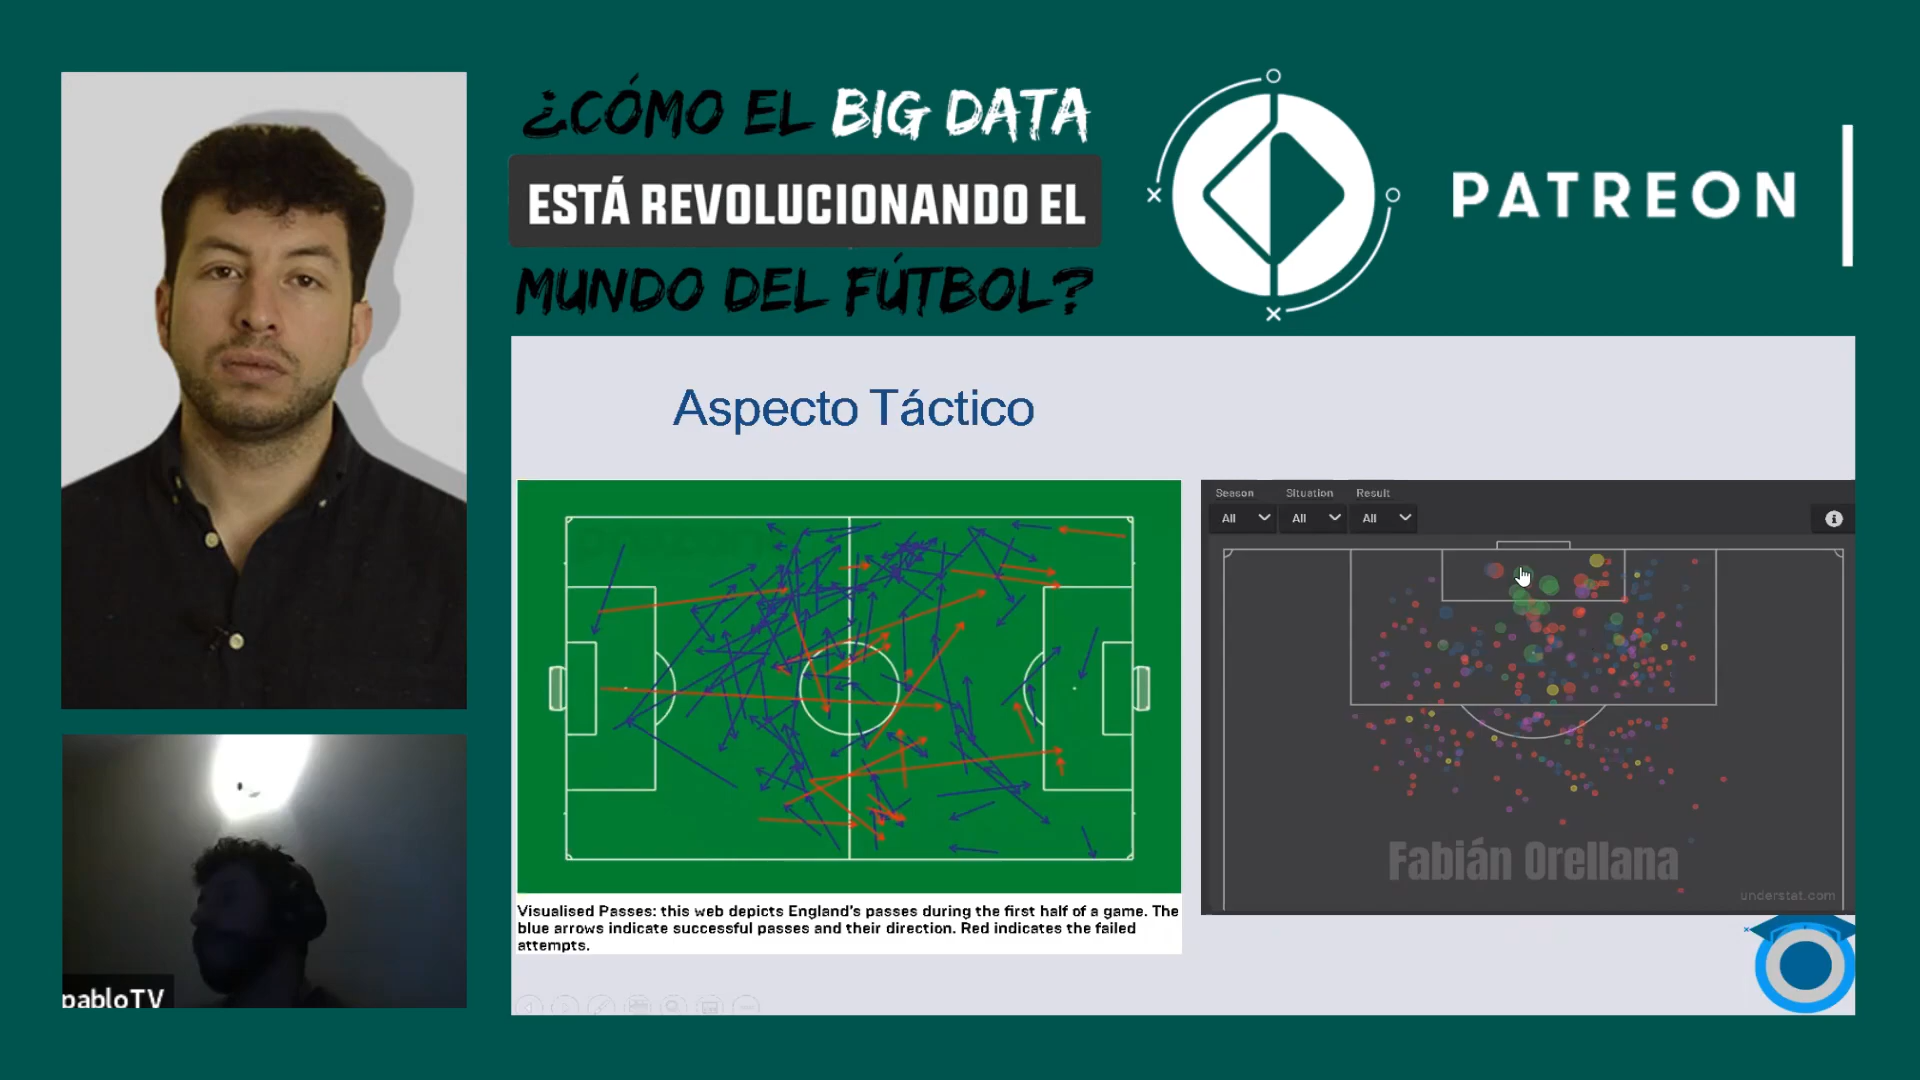 ¿CÓMO EL BIG DATA
ESTÁ REVOLUCIONANDO EL
MUNDO DEL FÚTBOL?
PATREON
Aspecto Táctico
Visualised Passes: this web depicts England's passes during the first half of a game. The
blue arrows indicate successful passes and their direction. Red indicates the failed
attempts.
Season Situation Result
All All All
Fabián Orellana
understat.com
pabloTV